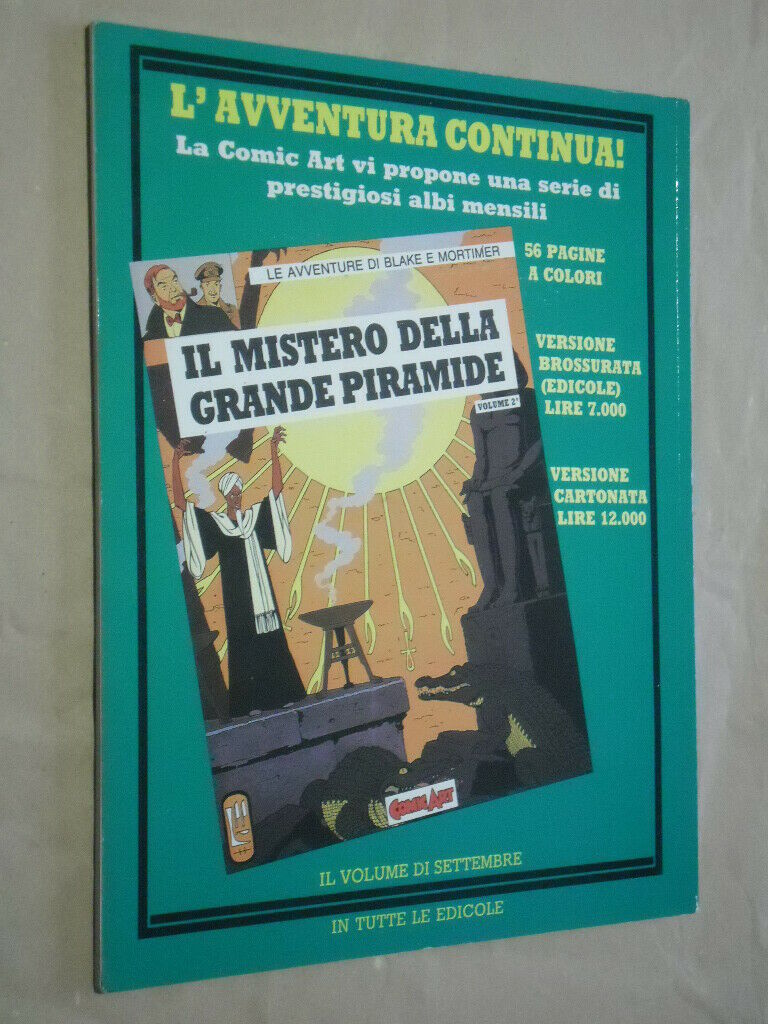 L'AVVENTURA CONTINUA!
La Comic Art vi propone una serie di
prestigiosi albi mensili
LE AVVENTURE DI BLAKE E MORTIMER
IL MISTERO DELLA
GRANDE PIRAMIDE
VOLUME 2°
56 PAGINE
A COLORI
VERSIONE
BROSSURATA
(EDICOLE)
LIRE 7.000
VERSIONE
CARTONATA
LIRE 12.000
COMIC ART
IL VOLUME DI SETTEMBRE
IN TUTTE LE EDICOLE